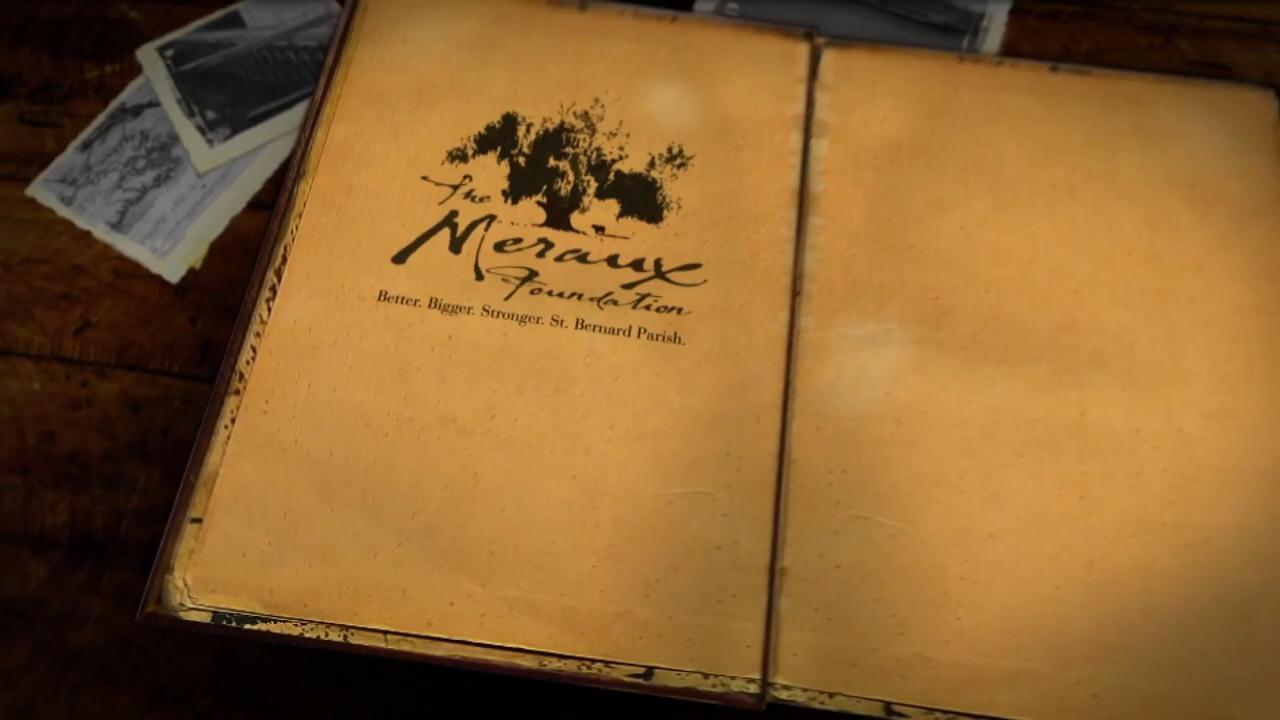 The
Meraux
Foundation
Better. Bigger. Stronger. St. Bernard Parish.